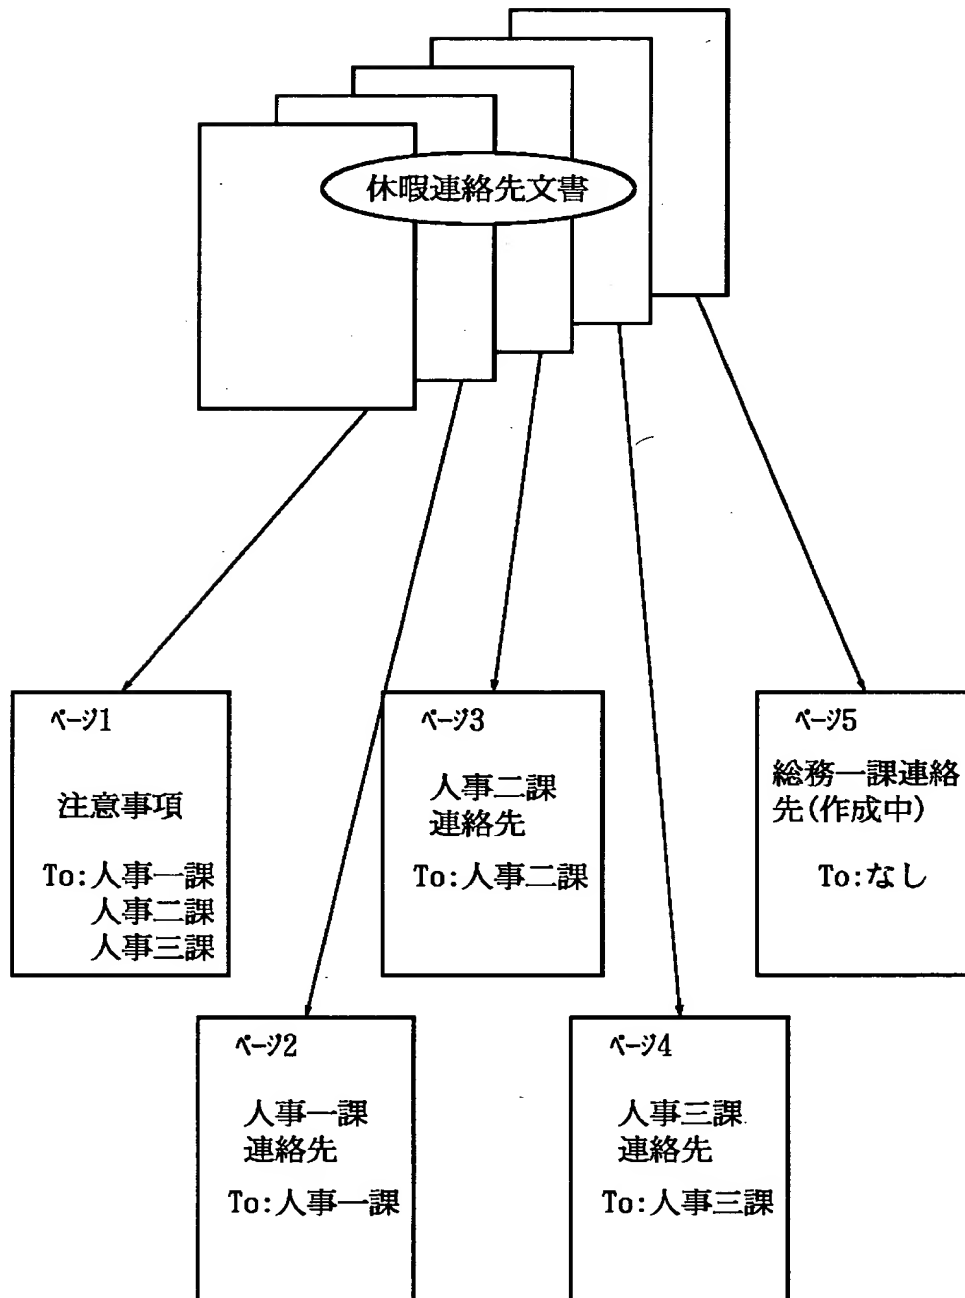 休暇連絡先文書
ページ1
注意事項
To:人事一課
人事二課
人事三課
ページ3
人事二課
連絡先
To:人事二課
ページ5
総務一課連絡
先(作成中)
To:なし
ページ2
人事一課
連絡先
To:人事一課
ページ4
人事三課
連絡先
To:人事三課